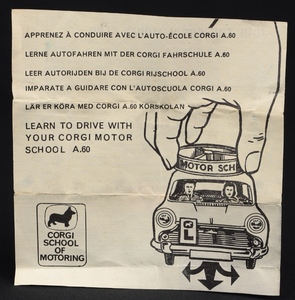 APPRENEZ À CONDUIRE AVEC L'AUTO-ÉCOLE CORGI A.60
LERNE AUTOFAHREN MIT DER CORGI FAHRSCHULE A.60
LEER AUTORIJDEN BIJ DE CORGI RIJSCHOOL A.60
IMPARATE A GUIDARE CON L'AUTOSCUOLA CORGI A.60
LÄR ER KÖRA MED CORGI A.60 KÖRSKOLAN
LEARN TO DRIVE WITH
YOUR CORGI MOTOR
SCHOOL A.60
MOTOR SCH
L
CORGI
SCHOOL
OF
MOTORING